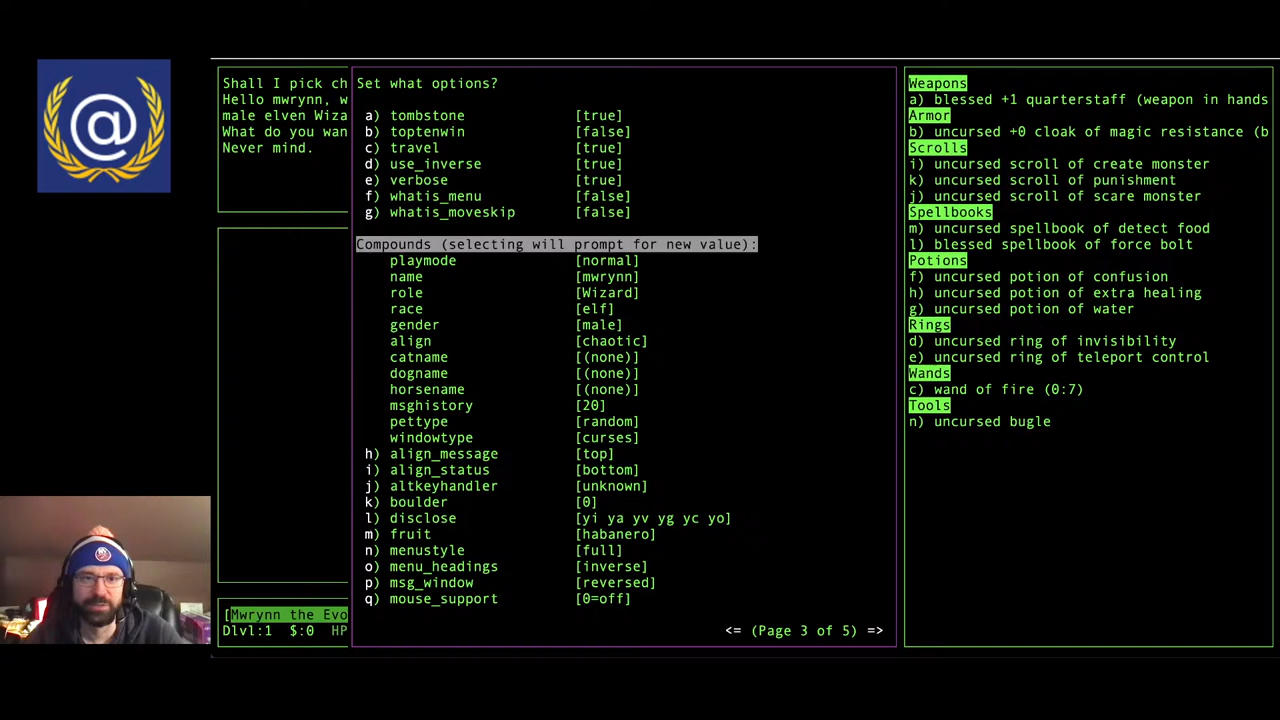 @
Shall I pick ch
Hello mwrynn, w
male elven Wiza
What do you wan
Never mind.
[Mwrynn the Evo
Dlvl:1 $:0 HP
Set what options?
a) tombstone [true]
b) toptenwin [false]
c) travel [true]
d) use_inverse [true]
e) verbose [true]
f) whatis_menu [false]
g) whatis_moveskip [false]
Compounds (selecting will prompt for new value):
playmode [normal]
name [mwrynn]
role [Wizard]
race [elf]
gender [male]
align [chaotic]
catname [(none)]
dogname [(none)]
horsename [(none)]
msghistory [20]
pettype [random]
windowtype [curses]
h) align_message [top]
i) align_status [bottom]
j) altkeyhandler [unknown]
k) boulder [0]
l) disclose [yi ya yv yg yc yo]
m) fruit [habanero]
n) menustyle [full]
o) menu_headings [inverse]
p) msg_window [reversed]
q) mouse_support [0=off]
<= (Page 3 of 5) =>
Weapons
a) blessed +1 quarterstaff (weapon in hands
Armor
b) uncursed +0 cloak of magic resistance (b
Scrolls
i) uncursed scroll of create monster
k) uncursed scroll of punishment
j) uncursed scroll of scare monster
Spellbooks
m) uncursed spellbook of detect food
l) blessed spellbook of force bolt
Potions
f) uncursed potion of confusion
h) uncursed potion of extra healing
g) uncursed potion of water
Rings
d) uncursed ring of invisibility
e) uncursed ring of teleport control
Wands
c) wand of fire (0:7)
Tools
n) uncursed bugle